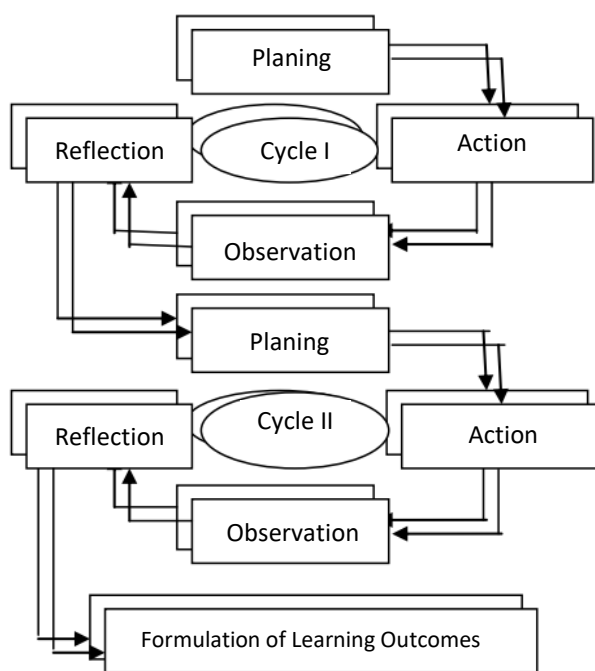 Planing
Reflection
Cycle I
Action
Observation
Planing
Reflection
Cycle II
Action
Observation
Formulation of Learning Outcomes